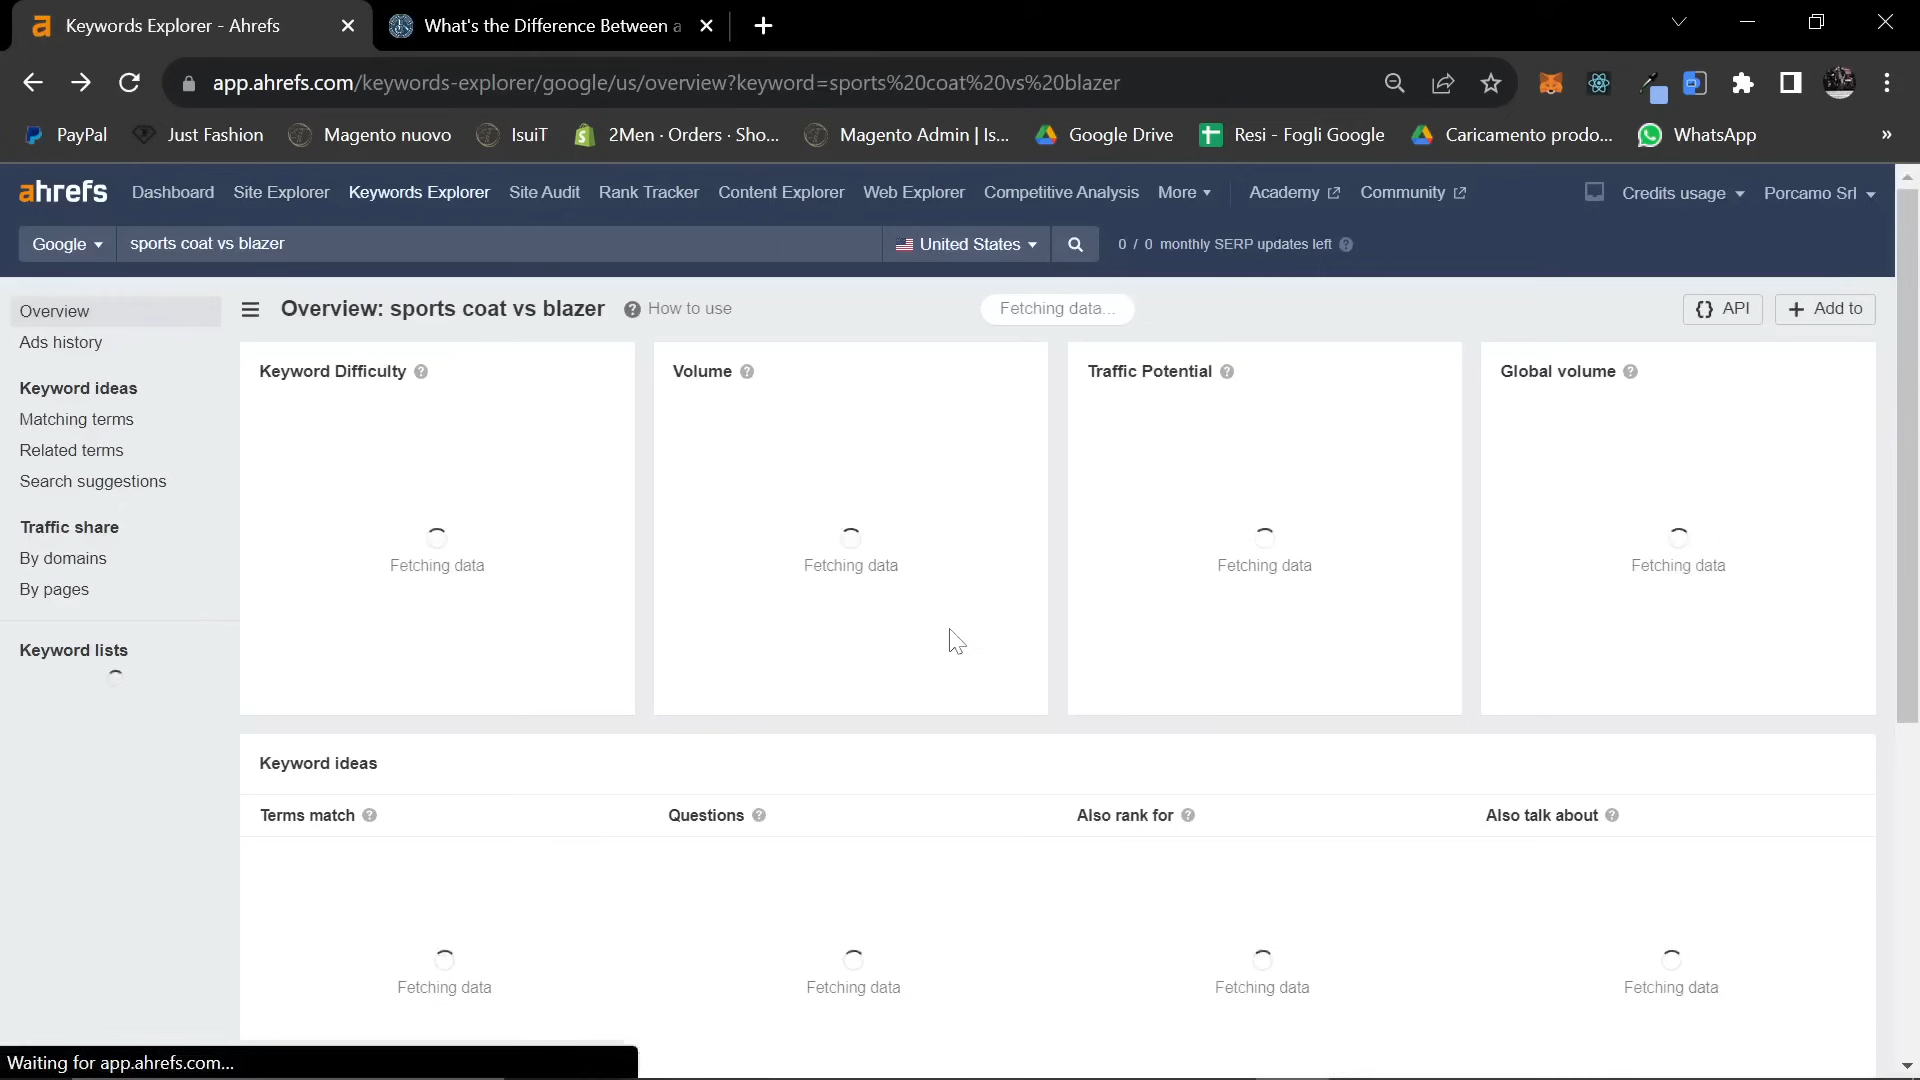 Keywords Explorer - Ahrefs
What's the Difference Between a
app.ahrefs.com/keywords-explorer/google/us/overview?keyword=sports%20coat%20vs%20blazer
PayPal
Just Fashion
Magento nuovo
IsuiT
2Men · Orders · Sho...
Magento Admin | Is...
Google Drive
Resi - Fogli Google
Caricamento prodo...
WhatsApp
»
ahrefs
Dashboard
Site Explorer
Keywords Explorer
Site Audit
Rank Tracker
Content Explorer
Web Explorer
Competitive Analysis
More
Academy
Community
Credits usage
Porcamo Srl
Google
sports coat vs blazer
United States
0 / 0 monthly SERP updates left
Overview
Ads history
Keyword ideas
Matching terms
Related terms
Search suggestions
Traffic share
By domains
By pages
Keyword lists
Overview: sports coat vs blazer
How to use
Fetching data...
{} API
+ Add to
Keyword Difficulty
Fetching data
Volume
Fetching data
Traffic Potential
Fetching data
Global volume
Fetching data
Keyword ideas
Terms match
Questions
Also rank for
Also talk about
Fetching data
Fetching data
Fetching data
Fetching data
Waiting for app.ahrefs.com...